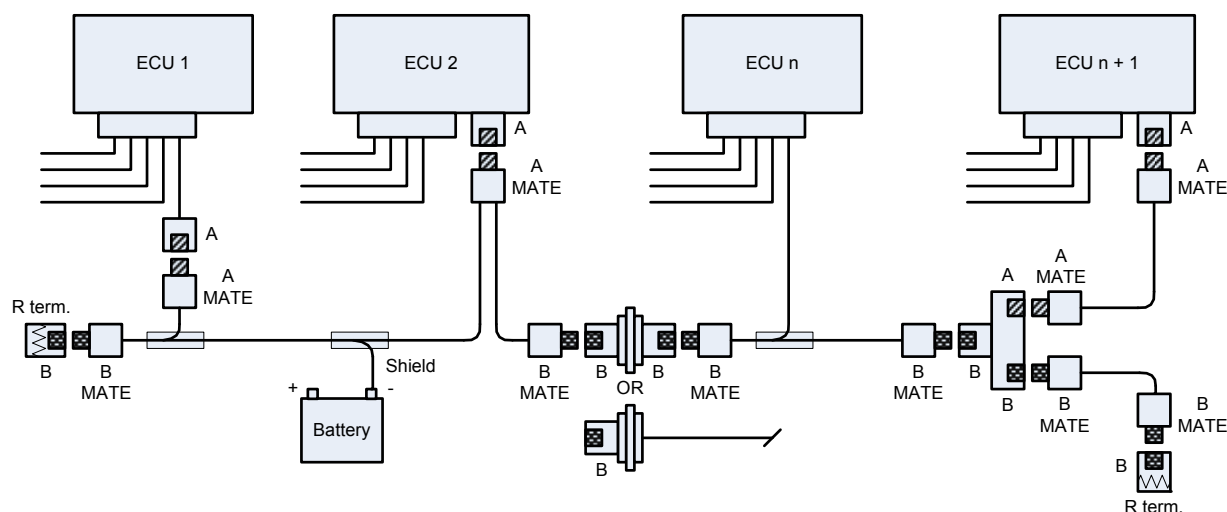 ECU 1
ECU 2
ECU n
ECU n + 1
A
A
A
MATE
A
MATE
A
A
MATE
R term.
B
B
MATE
Shield
+
-
Battery
B
MATE
B
OR
B
B
MATE
B
B
MATE
B
A
A
MATE
B
B
MATE
B
MATE
B
R term.